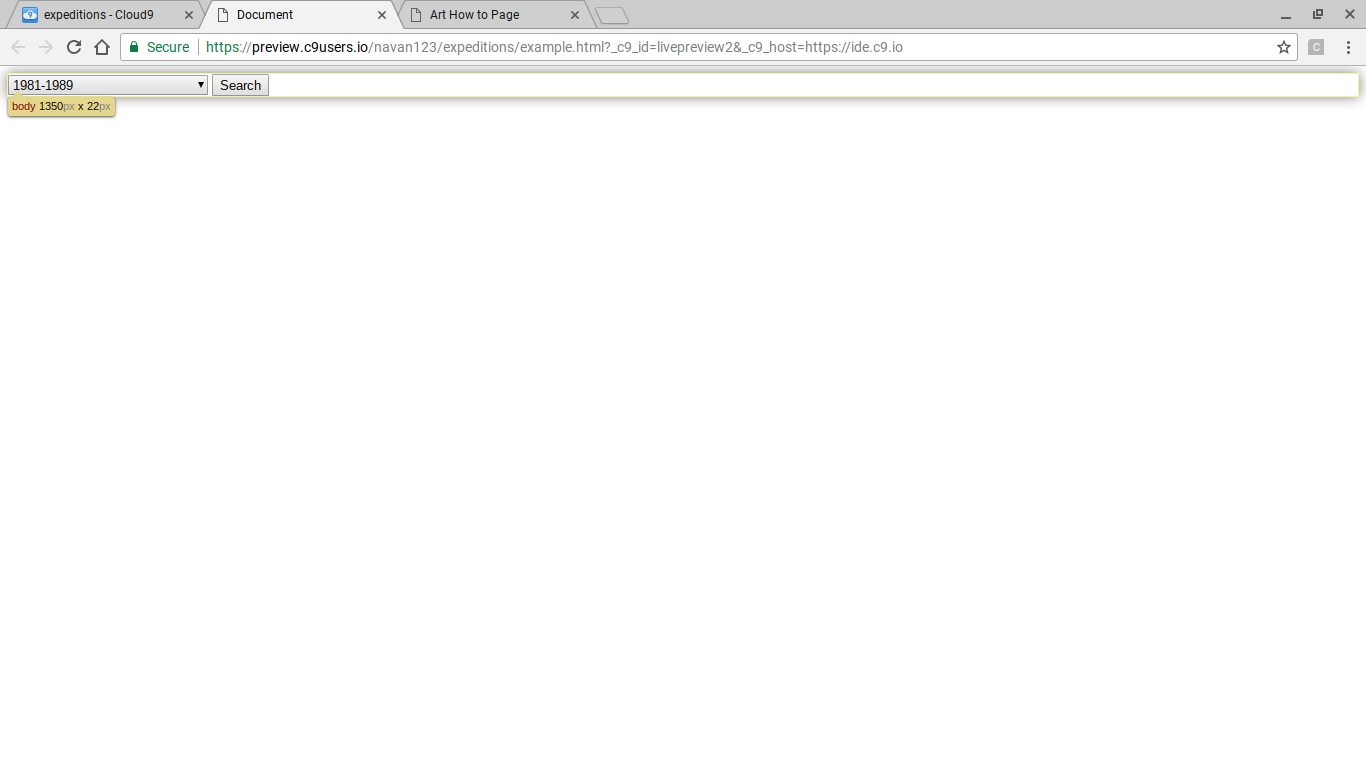 expeditions - Cloud9
Document
Art How to Page
Secure
https://preview.c9users.io/navan123/expeditions/example.html?_c9_id=livepreview2&_c9_host=https://ide.c9.io
C
1981-1989
Search
body 1350px x 22px